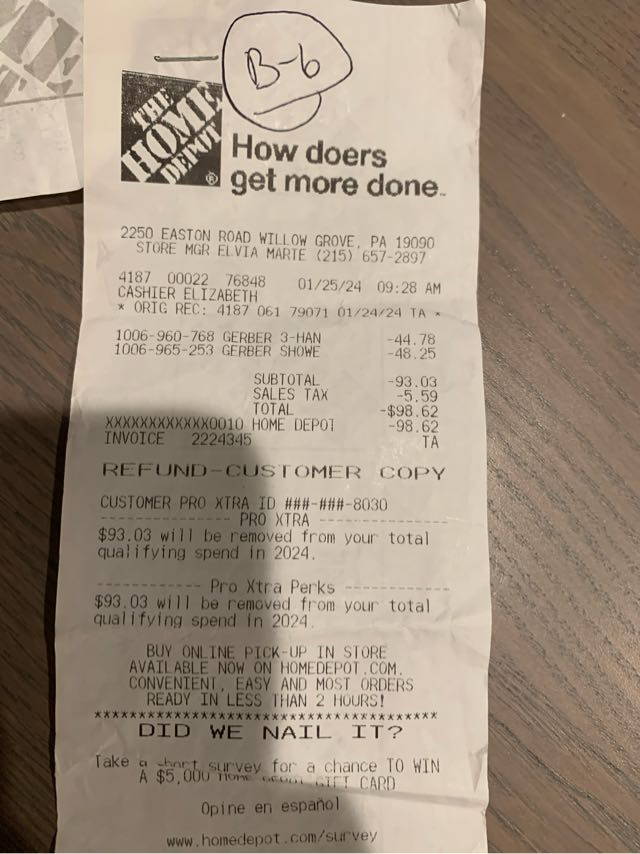 B-6
THE
HOME
DEPOT
®
How doers
get more done™
2250 EASTON ROAD WILLOW GROVE, PA 19090
STORE MGR ELVIA MARTE (215) 657-2897
4187 00022 76848 01/25/24 09:28 AM
CASHIER ELIZABETH
* ORIG REC: 4187 061 79071 01/24/24 TA *
1006-960-768 GERBER 3-HAN -44.78
1006-965-253 GERBER SHOWE -48.25
SUBTOTAL -93.03
SALES TAX -5.59
TOTAL -$98.62
XXXXXXXXXXXX0010 HOME DEPOT -98.62
INVOICE 2224345 TA
REFUND-CUSTOMER COPY
CUSTOMER PRO XTRA ID ###-###-8030
--------------- PRO XTRA ---------------
$93.03 will be removed from your total
qualifying spend in 2024.
------------ Pro Xtra Perks ------------
$93.03 will be removed from your total
qualifying spend in 2024.
BUY ONLINE PICK-UP IN STORE
AVAILABLE NOW ON HOMEDEPOT.COM.
CONVENIENT, EASY AND MOST ORDERS
READY IN LESS THAN 2 HOURS!
****************************************
DID WE NAIL IT?
Take a short survey for a chance TO WIN
A $5,000 HOME DEPOT GIFT CARD
Opine en español
www.homedepot.com/survey